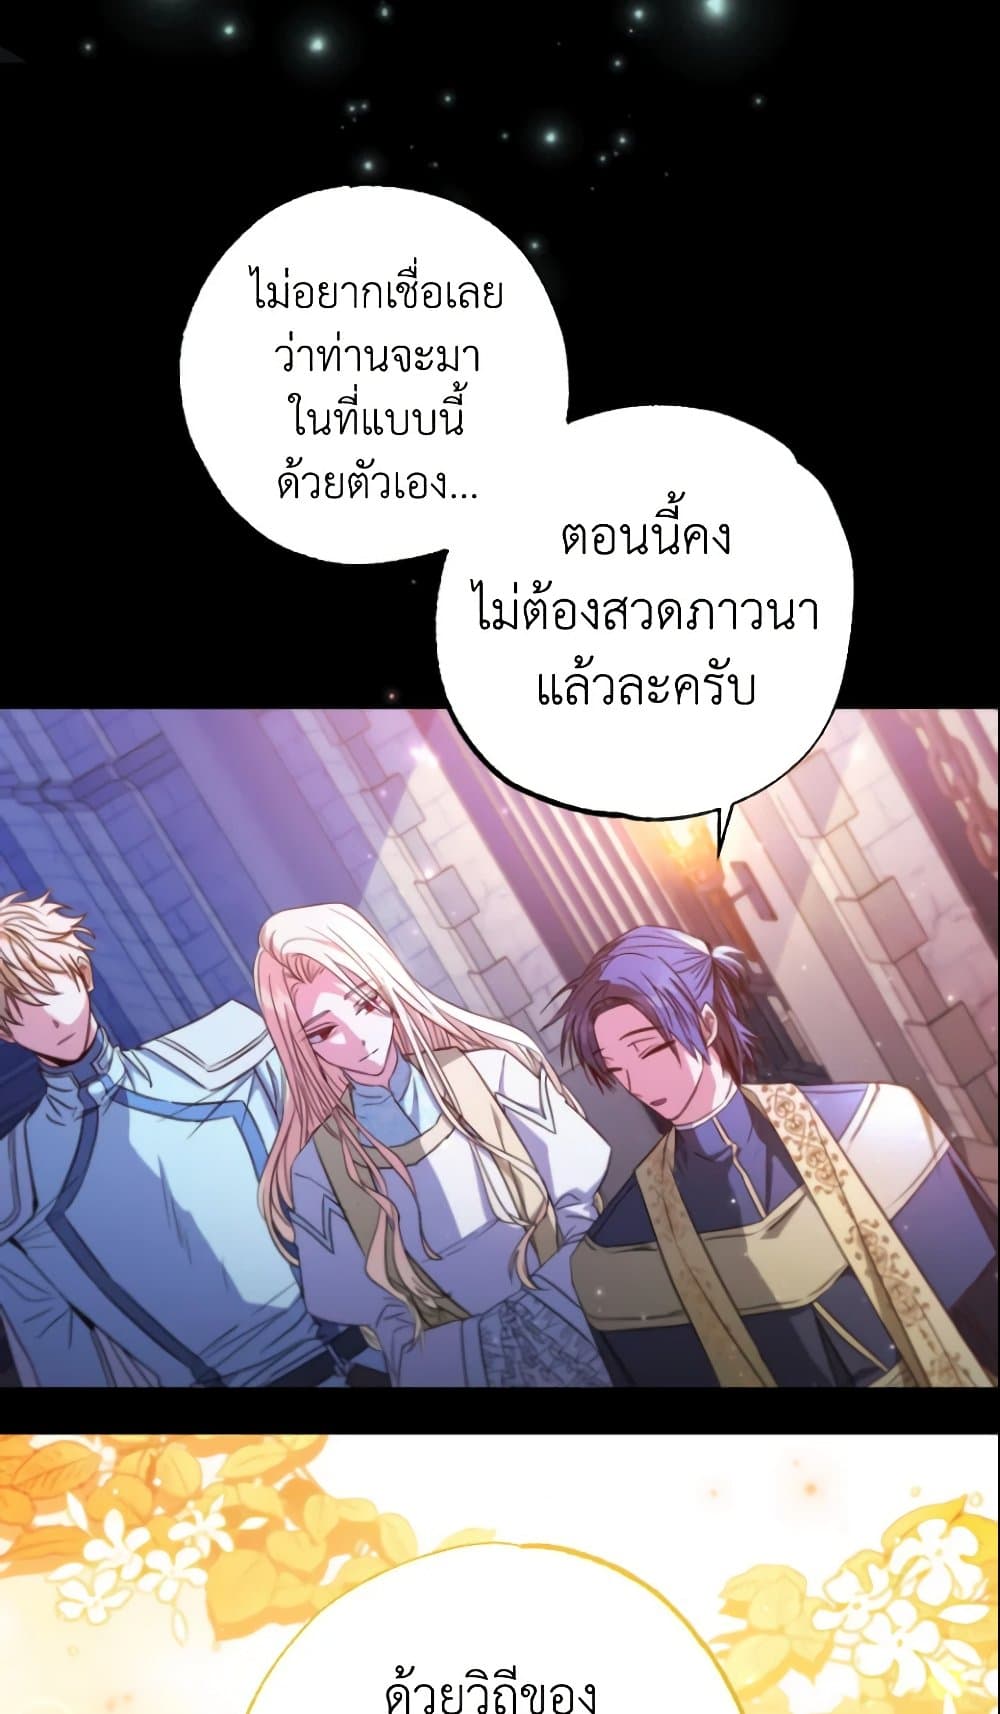 ไม่อยากเชื่อเลย
ว่าท่านจะมา
ในที่แบบนี้
ด้วยตัวเอง...
ตอนนี้คง
ไม่ต้องสวดภาวนา
แล้วละครับ
ด้วยวิถีของ